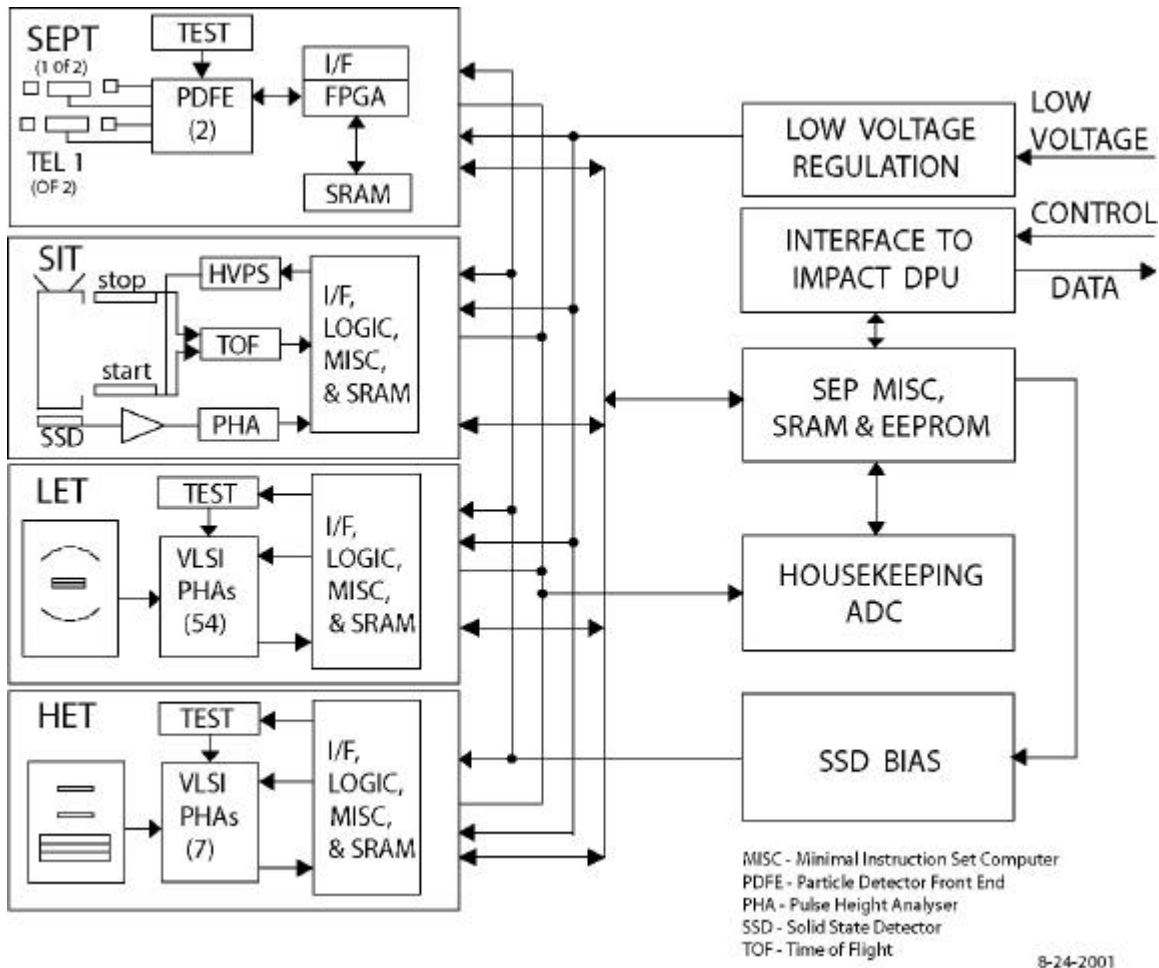 SEPT
(1 of 2)
TEST
PDFE
(2)
I/F
FPGA
SRAM
TEL 1
(OF 2)
SIT
stop
start
SSD
HVPS
TOF
PHA
I/F,
LOGIC,
MISC,
& SRAM
LET
TEST
VLSI
PHAs
(54)
I/F,
LOGIC,
MISC,
& SRAM
HET
TEST
VLSI
PHAs
(7)
I/F,
LOGIC,
MISC,
& SRAM
LOW VOLTAGE
REGULATION
LOW
VOLTAGE
INTERFACE TO
IMPACT DPU
CONTROL
DATA
SEP MISC,
SRAM & EEPROM
HOUSEKEEPING
ADC
SSD BIAS
MISC - Minimal Instruction Set Computer
PDFE - Particle Detector Front End
PHA - Pulse Height Analyser
SSD - Solid State Detector
TOF - Time of Flight
8-24-2001